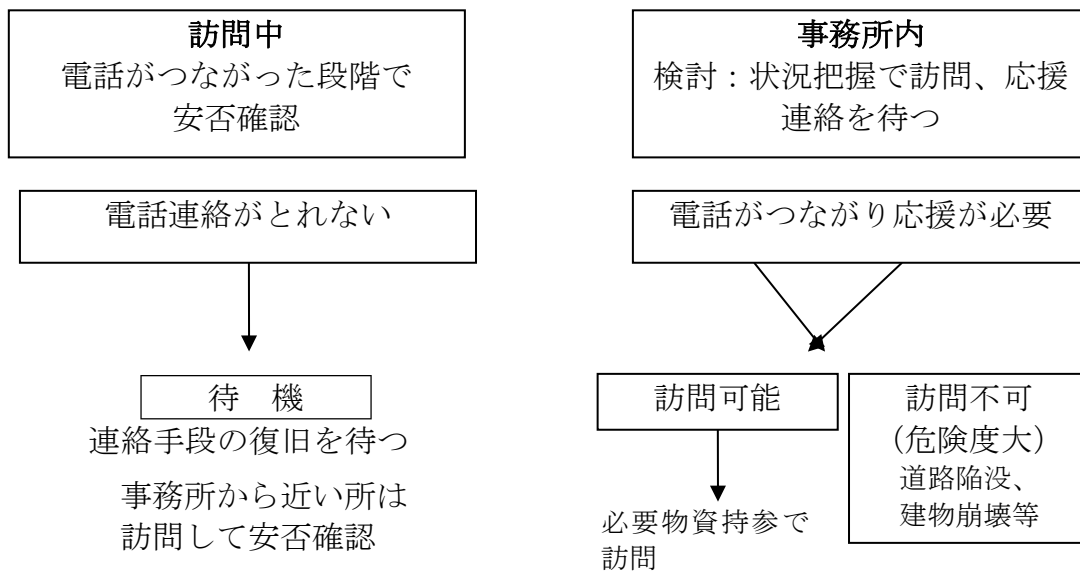 訪問中
電話がつながった段階で
安否確認
電話連絡がとれない
待　機
連絡手段の復旧を待つ
事務所から近い所は
訪問して安否確認
事務所内
検討：状況把握で訪問、応援
連絡を待つ
電話がつながり応援が必要
訪問可能
必要物資持参で
訪問
訪問不可
（危険度大）
道路陥没、
建物崩壊等